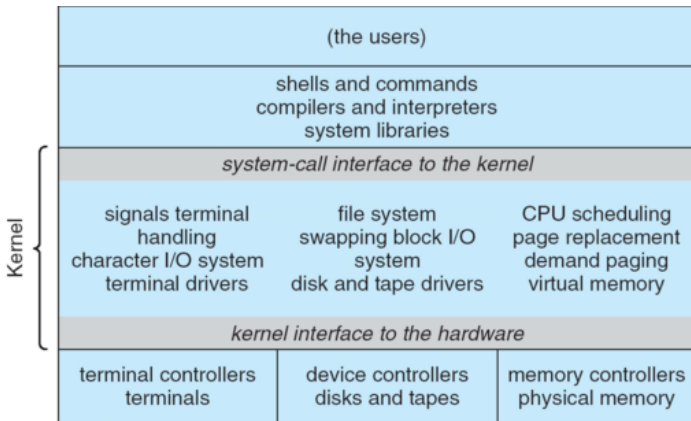 (the users)
shells and commands
compilers and interpreters
system libraries
Kernel
system-call interface to the kernel
signals terminal
handling
character I/O system
terminal drivers
file system
swapping block I/O
system
disk and tape drivers
CPU scheduling
page replacement
demand paging
virtual memory
kernel interface to the hardware
terminal controllers
terminals
device controllers
disks and tapes
memory controllers
physical memory